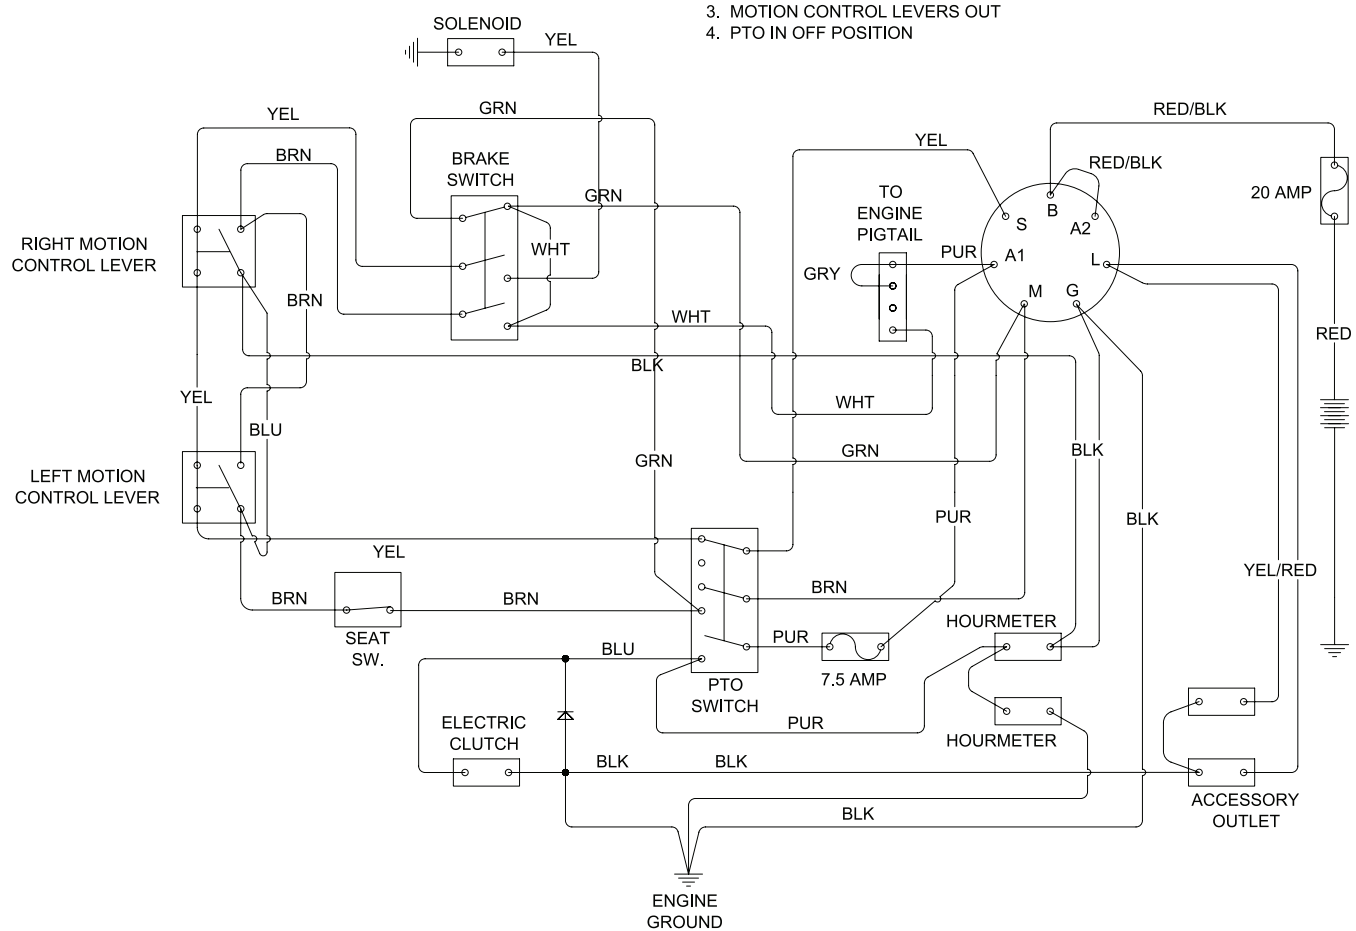 3. MOTION CONTROL LEVERS OUT
4. PTO IN OFF POSITION
SOLENOID
YEL
GRN
YEL
BRN
BRAKE
SWITCH
GRN
WHT
RIGHT MOTION
CONTROL LEVER
BRN
WHT
BLK
YEL
BLU
LEFT MOTION
CONTROL LEVER
YEL
BRN
SEAT
SW.
BRN
GRN
BLU
ELECTRIC
CLUTCH
BLK
BLK
PTO
SWITCH
PUR
BRN
PUR
7.5 AMP
YEL
TO
ENGINE
PIGTAIL
GRY
PUR
WHT
GRN
PUR
RED/BLK
RED/BLK
B
S
A2
A1
L
M
G
20 AMP
RED
BLK
BLK
YEL/RED
HOURMETER
HOURMETER
BLK
ACCESSORY
OUTLET
ENGINE
GROUND